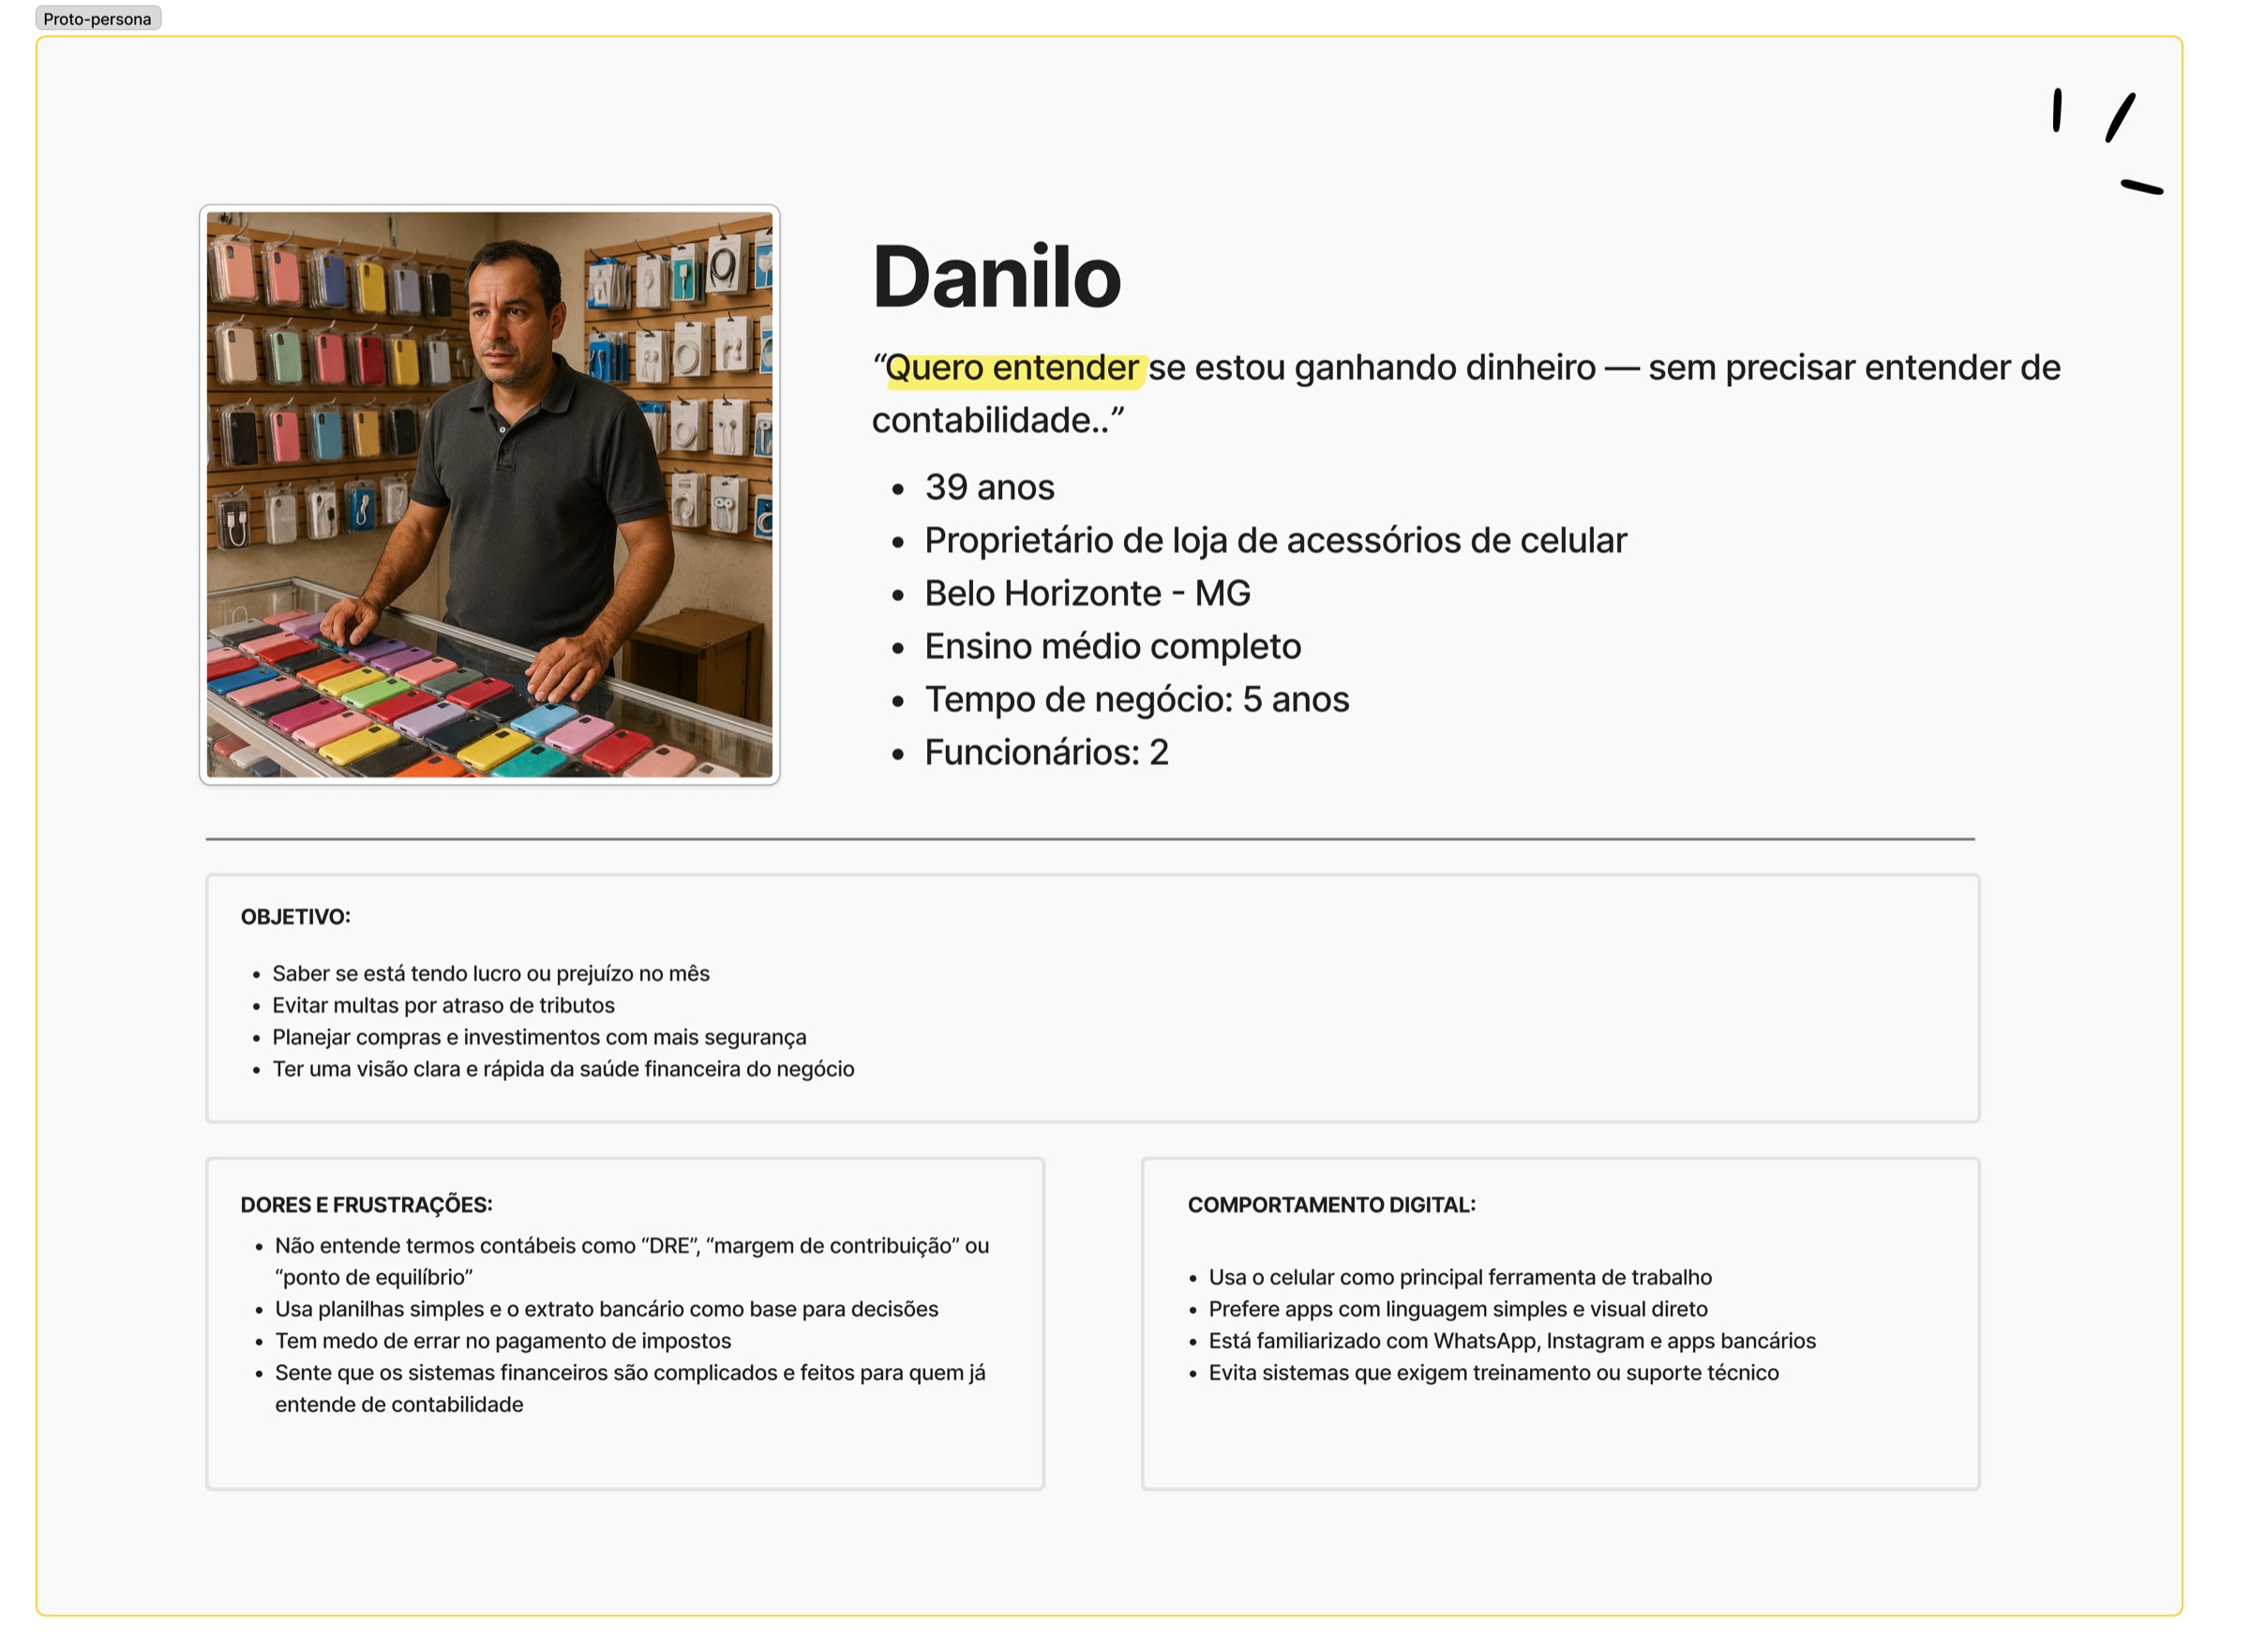 Proto-persona
Danilo
“Quero entender se estou ganhando dinheiro — sem precisar entender de
contabilidade..”
• 39 anos
• Proprietário de loja de acessórios de celular
• Belo Horizonte - MG
• Ensino médio completo
• Tempo de negócio: 5 anos
• Funcionários: 2
OBJETIVO:
• Saber se está tendo lucro ou prejuízo no mês
• Evitar multas por atraso de tributos
• Planejar compras e investimentos com mais segurança
• Ter uma visão clara e rápida da saúde financeira do negócio
DORES E FRUSTRAÇÕES:
• Não entende termos contábeis como “DRE”, “margem de contribuição” ou
“ponto de equilíbrio”
• Usa planilhas simples e o extrato bancário como base para decisões
• Tem medo de errar no pagamento de impostos
• Sente que os sistemas financeiros são complicados e feitos para quem já
entende de contabilidade
COMPORTAMENTO DIGITAL:
• Usa o celular como principal ferramenta de trabalho
• Prefere apps com linguagem simples e visual direto
• Está familiarizado com WhatsApp, Instagram e apps bancários
• Evita sistemas que exigem treinamento ou suporte técnico